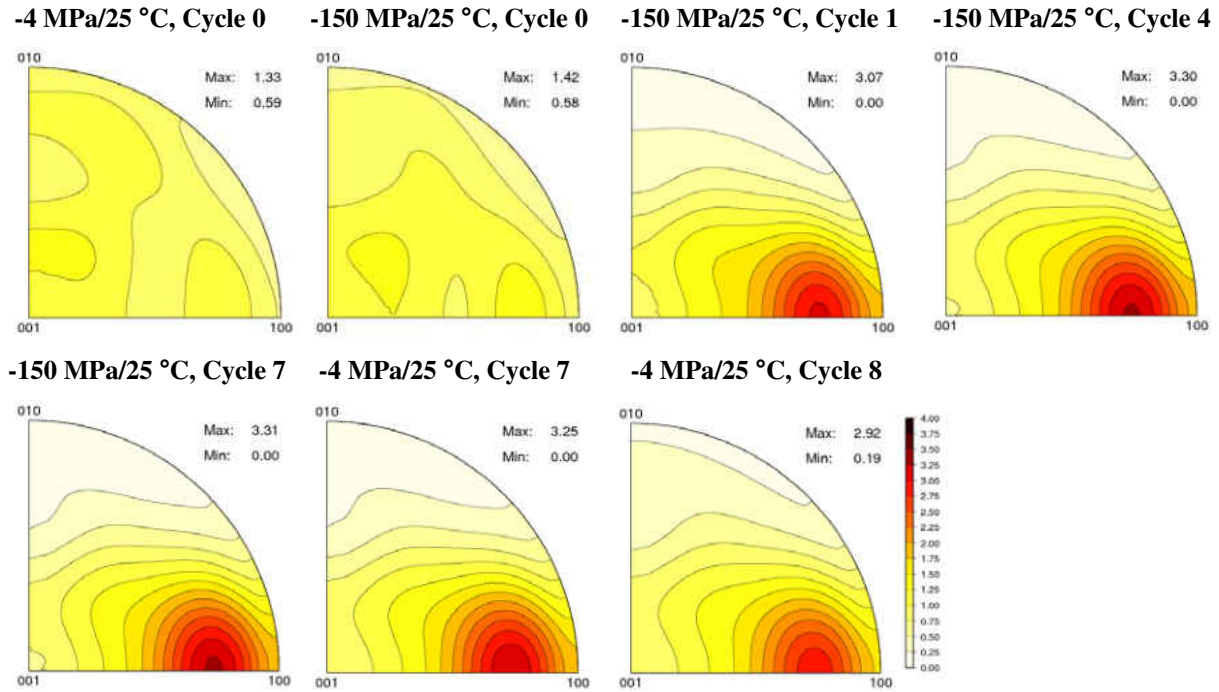 -4 MPa/25 °C, Cycle 0
010
Max: 1.33
Min: 0.59
001
100
-150 MPa/25 °C, Cycle 0
010
Max: 1.42
Min: 0.58
001
100
-150 MPa/25 °C, Cycle 1
010
Max: 3.07
Min: 0.00
001
100
-150 MPa/25 °C, Cycle 4
010
Max: 3.30
Min: 0.00
001
100
-150 MPa/25 °C, Cycle 7
010
Max: 3.31
Min: 0.00
001
100
-4 MPa/25 °C, Cycle 7
010
Max: 3.25
Min: 0.00
001
100
-4 MPa/25 °C, Cycle 8
010
Max: 2.92
Min: 0.19
001
100
4.00
3.75
3.50
3.25
3.00
2.75
2.50
2.25
2.00
1.75
1.50
1.25
1.00
0.75
0.50
0.25
0.00